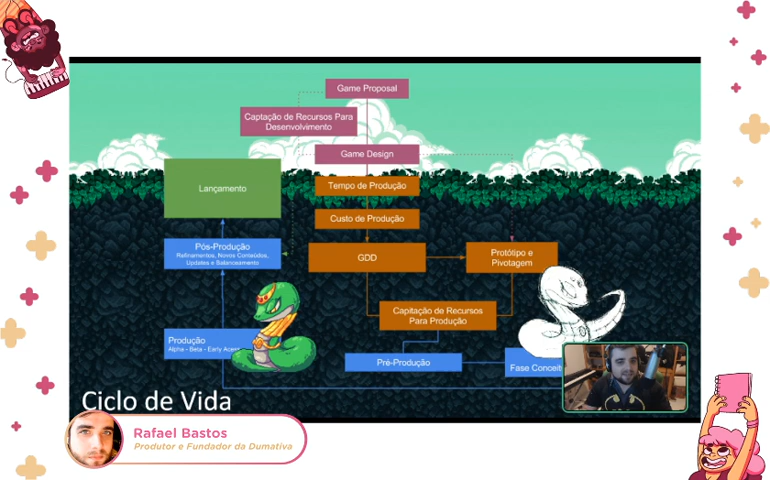 Game Proposal
Captação de Recursos Para
Desenvolvimento
Game Design
Lançamento
Tempo de Produção
Custo de Produção
Pós-Produção
Refinamentos, Novos Conteúdos,
Updates e Balanceamento
GDD
Protótipo e
Pivotagem
Capitação de Recursos
Para Produção
Produção
Alpha - Beta - Early Acess
Pré-Produção
Fase Conceit
Ciclo de Vida
Rafael Bastos
Produtor e Fundador da Dumativa